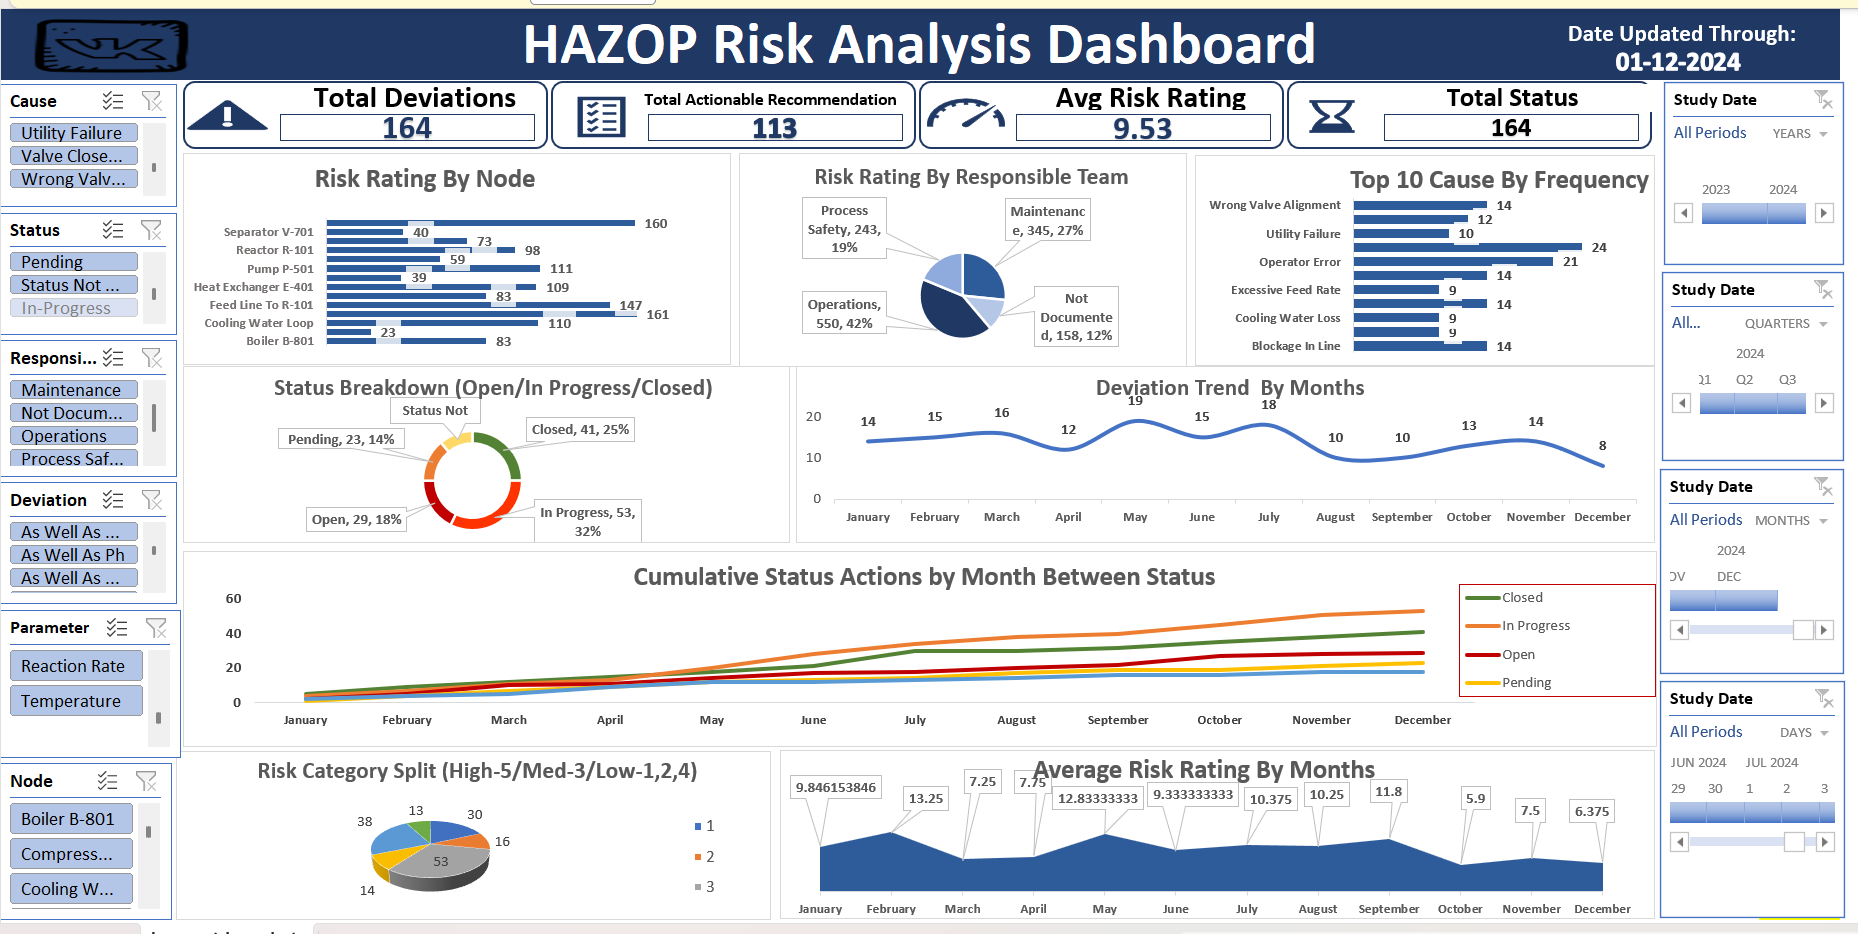 HAZOP Risk Analysis Dashboard
Date Updated Through:
01-12-2024
Cause
Utility Failure
Valve Close...
Wrong Valv...
Status
Pending
Status Not ...
In-Progress
Responsi...
Maintenance
Not Docum...
Operations
Process Saf...
Deviation
As Well As ...
As Well As Ph
As Well As ...
Parameter
Reaction Rate
Temperature
Node
Boiler B-801
Compress...
Cooling W...
Total Deviations
164
Total Actionable Recommendation
113
Avg Risk Rating
9.53
Total Status
164
Risk Rating By Node
160
Separator V-701
40
73
Reactor R-101
98
59
Pump P-501
111
39
Heat Exchanger E-401
109
83
Feed Line To R-101
147
161
Cooling Water Loop
110
23
Boiler B-801
83
Risk Rating By Responsible Team
Process
Safety, 243,
19%
Maintenanc
e, 345, 27%
Operations,
550, 42%
Not
Documente
d, 158, 12%
Top 10 Cause By Frequency
Wrong Valve Alignment
14
12
Utility Failure
10
24
Operator Error
21
14
Excessive Feed Rate
9
14
Cooling Water Loss
9
9
Blockage In Line
14
Status Breakdown (Open/In Progress/Closed)
Status Not
Closed, 41, 25%
Pending, 23, 14%
Open, 29, 18%
In Progress, 53,
32%
Deviation Trend By Months
20
10
0
14
15
16
12
19
15
18
10
10
13
14
8
January February March April May June July August September October November December
Cumulative Status Actions by Month Between Status
60
40
20
0
January February March April May June July August September October November December
Closed
In Progress
Open
Pending
Risk Category Split (High-5/Med-3/Low-1,2,4)
13
30
38
16
53
14
1
2
3
Average Risk Rating By Months
9.846153846
13.25
7.25
7.75
12.83333333
9.333333333
10.375
10.25
11.8
5.9
7.5
6.375
January February March April May June July August September October November December
Study Date
All Periods YEARS
2023 2024
Study Date
All... QUARTERS
2024
Q1 Q2 Q3
Study Date
All Periods MONTHS
2024
OV DEC
Study Date
All Periods DAYS
JUN 2024 JUL 2024
29 30 1 2 3